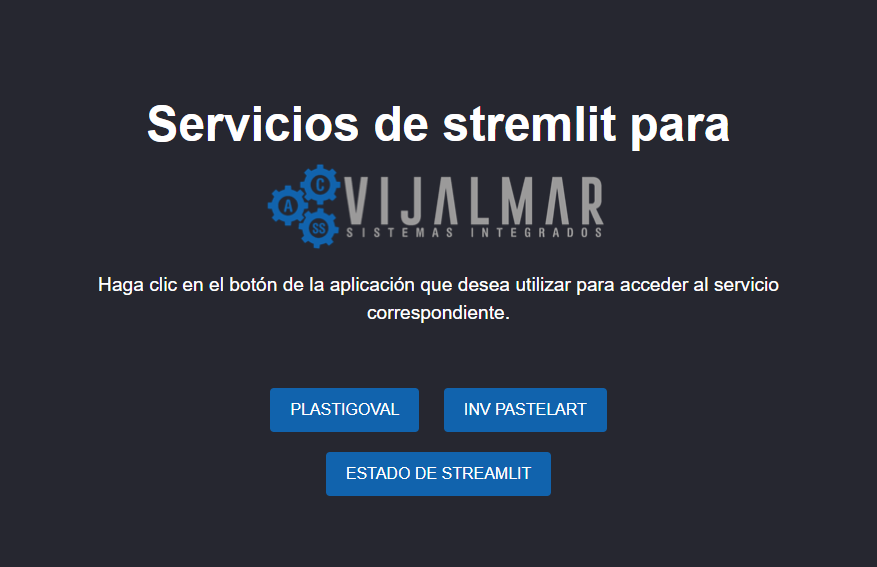 Servicios de stremlit para
A C SS VIJALMAR
SISTEMAS INTEGRADOS
Haga clic en el botón de la aplicación que desea utilizar para acceder al servicio
correspondiente.
PLASTIGOVAL INV PASTELART
ESTADO DE STREAMLIT